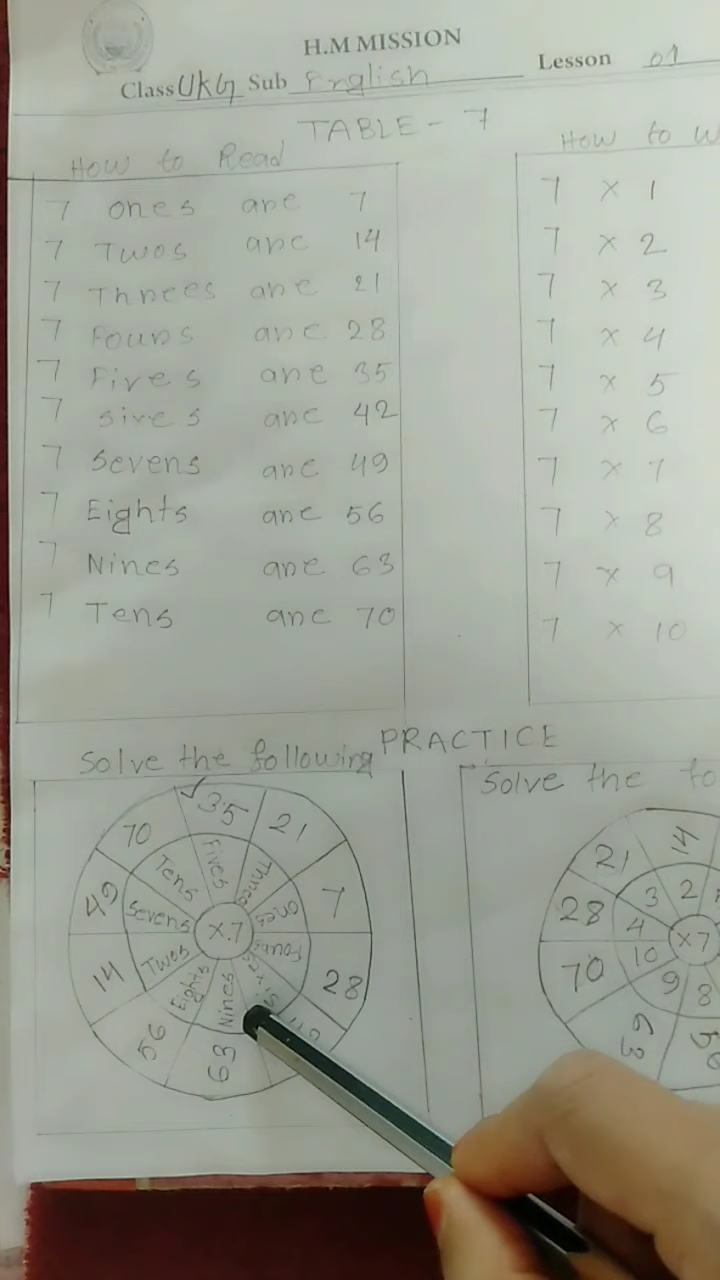 H.M MISSION
Class UKG Sub English Lesson 01
TABLE - 7
How to Read
7 ones are 7
7 Twos are 14
7 Threes are 21
7 Fours are 28
7 Fives are 35
7 sixes are 42
7 Sevens are 49
7 Eights are 56
7 Nines are 63
7 Tens are 70
How to W
7 × 1
7 × 2
7 × 3
7 × 4
7 × 5
7 × 6
7 × 7
7 × 8
7 × 9
7 × 10
PRACTICE
Solve the following
35
21
7
28
63
56
14
49
70
Fives
Threes
Ones
Fours
Sixes
Nines
Eights
Twos
Sevens
Tens
×7
Solve the fo
14
21
28
70
63
2
3
4
10
9
8
×7